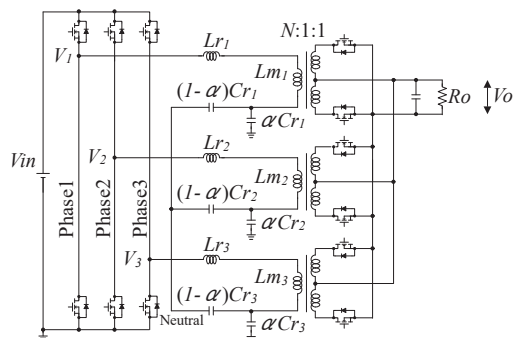 N:1:1
Lr1
V1
Lm1
(1- α)Cr1
αCr1
Ro
Vo
Lr2
V2
Lm2
Vin
(1- α)Cr2
αCr2
Phase1
Phase2
Phase3
Lr3
V3
Lm3
(1- α)Cr3
Neutral
αCr3